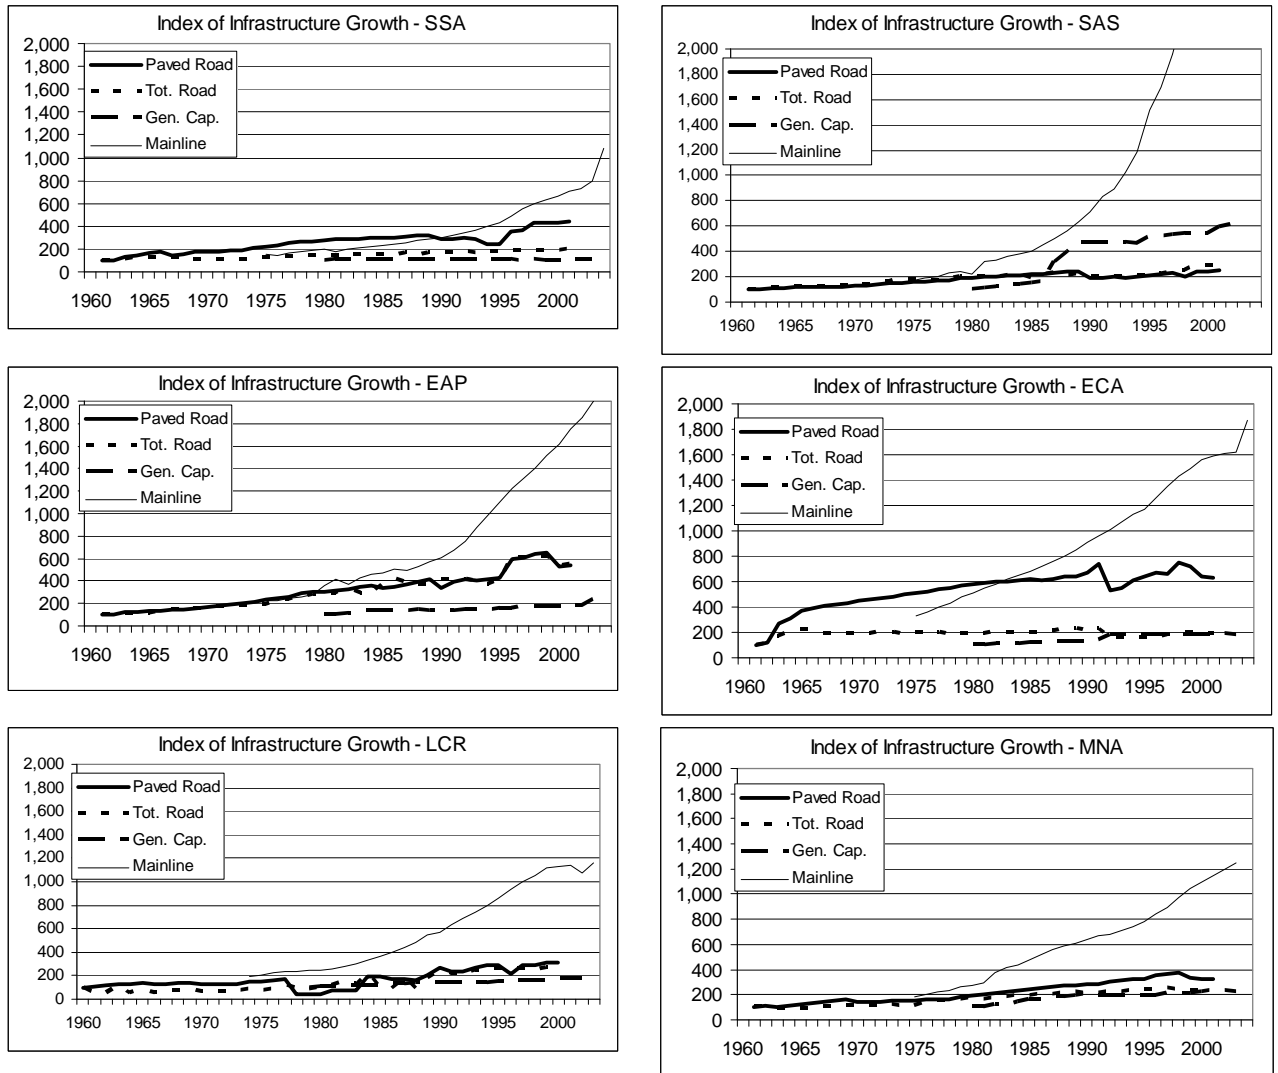 Index of Infrastructure Growth - SSA
2,000
1,800
1,600
1,400
1,200
1,000
800
600
400
200
0
Paved Road
Tot. Road
Gen. Cap.
Mainline
1960 1965 1970 1975 1980 1985 1990 1995 2000
Index of Infrastructure Growth - SAS
2,000
1,800
1,600
1,400
1,200
1,000
800
600
400
200
0
Paved Road
Tot. Road
Gen. Cap.
Mainline
1960 1965 1970 1975 1980 1985 1990 1995 2000
Index of Infrastructure Growth - EAP
2,000
1,800
1,600
1,400
1,200
1,000
800
600
400
200
0
Paved Road
Tot. Road
Gen. Cap.
Mainline
1960 1965 1970 1975 1980 1985 1990 1995 2000
Index of Infrastructure Growth - ECA
2,000
1,800
1,600
1,400
1,200
1,000
800
600
400
200
0
Paved Road
Tot. Road
Gen. Cap.
Mainline
1960 1965 1970 1975 1980 1985 1990 1995 2000
Index of Infrastructure Growth - LCR
2,000
1,800
1,600
1,400
1,200
1,000
800
600
400
200
0
Paved Road
Tot. Road
Gen. Cap.
Mainline
1960 1965 1970 1975 1980 1985 1990 1995 2000
Index of Infrastructure Growth - MNA
2,000
1,800
1,600
1,400
1,200
1,000
800
600
400
200
0
Paved Road
Tot. Road
Gen. Cap.
Mainline
1960 1965 1970 1975 1980 1985 1990 1995 2000